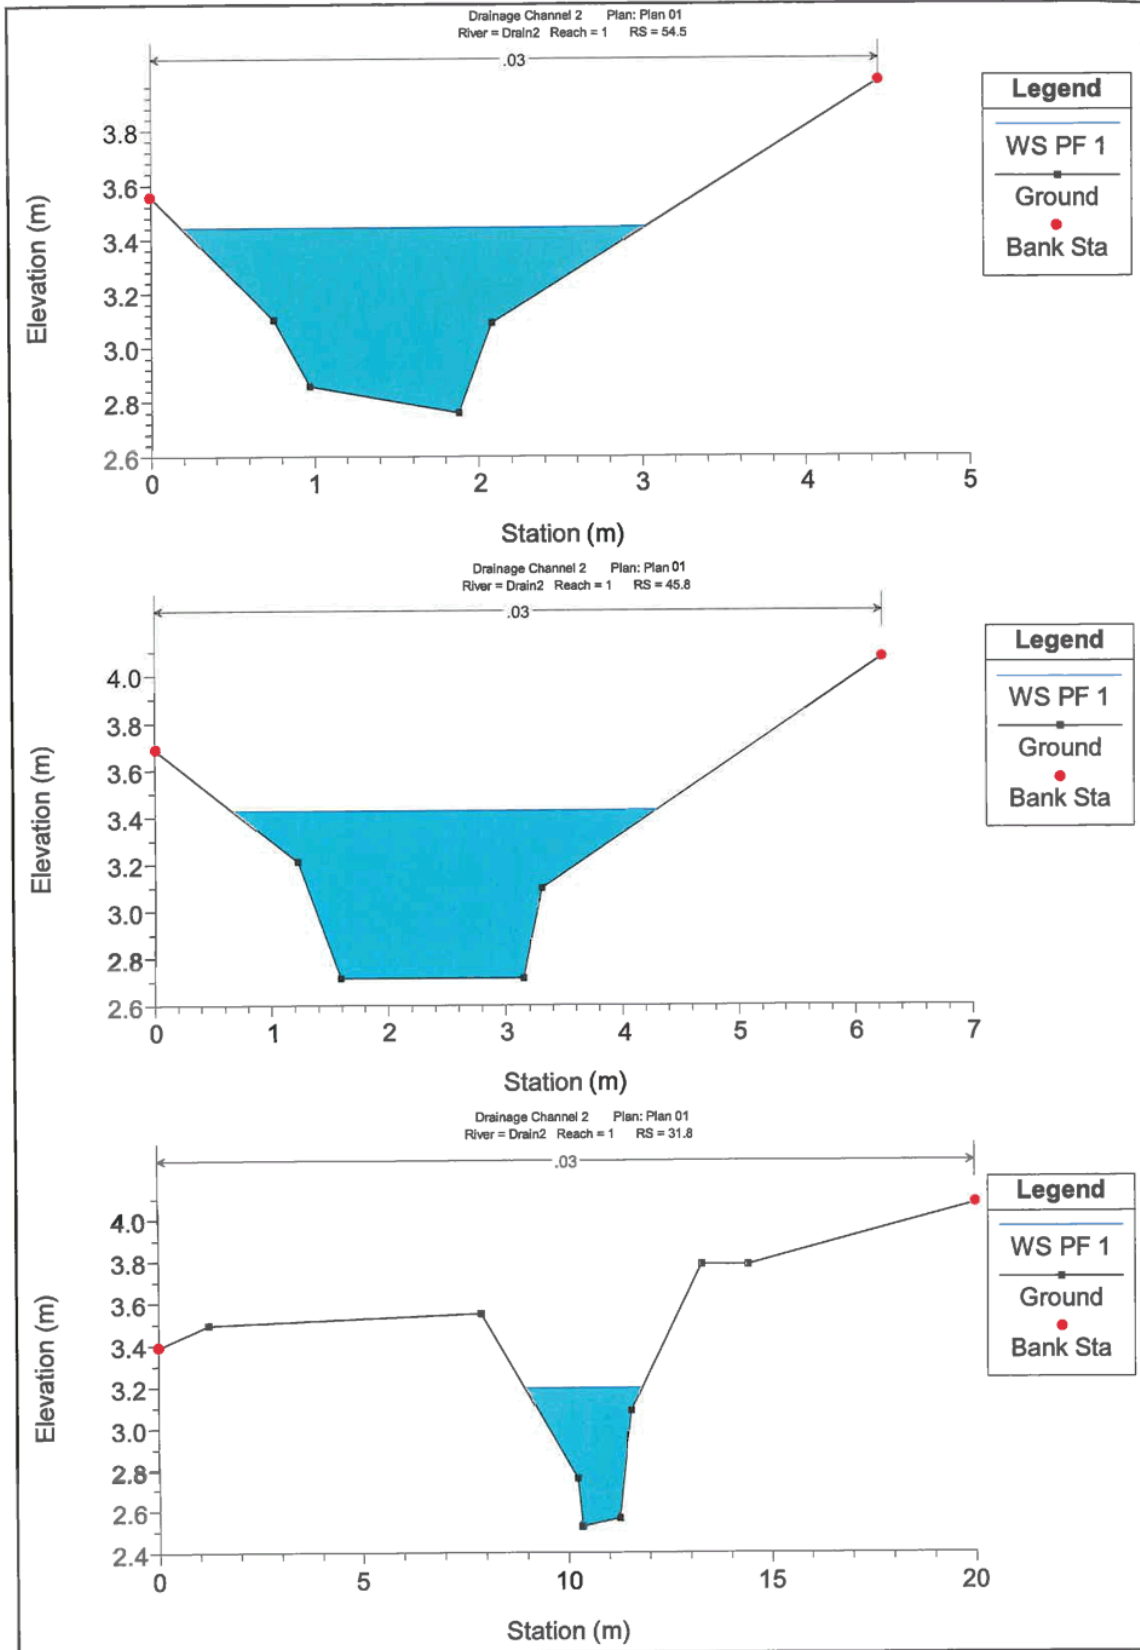 Drainage Channel 2 Plan: Plan 01
River = Drain2 Reach = 1 RS = 54.5
.03
Legend
WS PF 1
Ground
Bank Sta
Elevation (m)
3.8
3.6
3.4
3.2
3.0
2.8
2.6
0 1 2 3 4 5
Station (m)
Drainage Channel 2 Plan: Plan 01
River = Drain2 Reach = 1 RS = 45.8
.03
Legend
WS PF 1
Ground
Bank Sta
Elevation (m)
4.0
3.8
3.6
3.4
3.2
3.0
2.8
2.6
0 1 2 3 4 5 6 7
Station (m)
Drainage Channel 2 Plan: Plan 01
River = Drain2 Reach = 1 RS = 31.8
.03
Legend
WS PF 1
Ground
Bank Sta
Elevation (m)
4.0
3.8
3.6
3.4
3.2
3.0
2.8
2.6
2.4
0 5 10 15 20
Station (m)